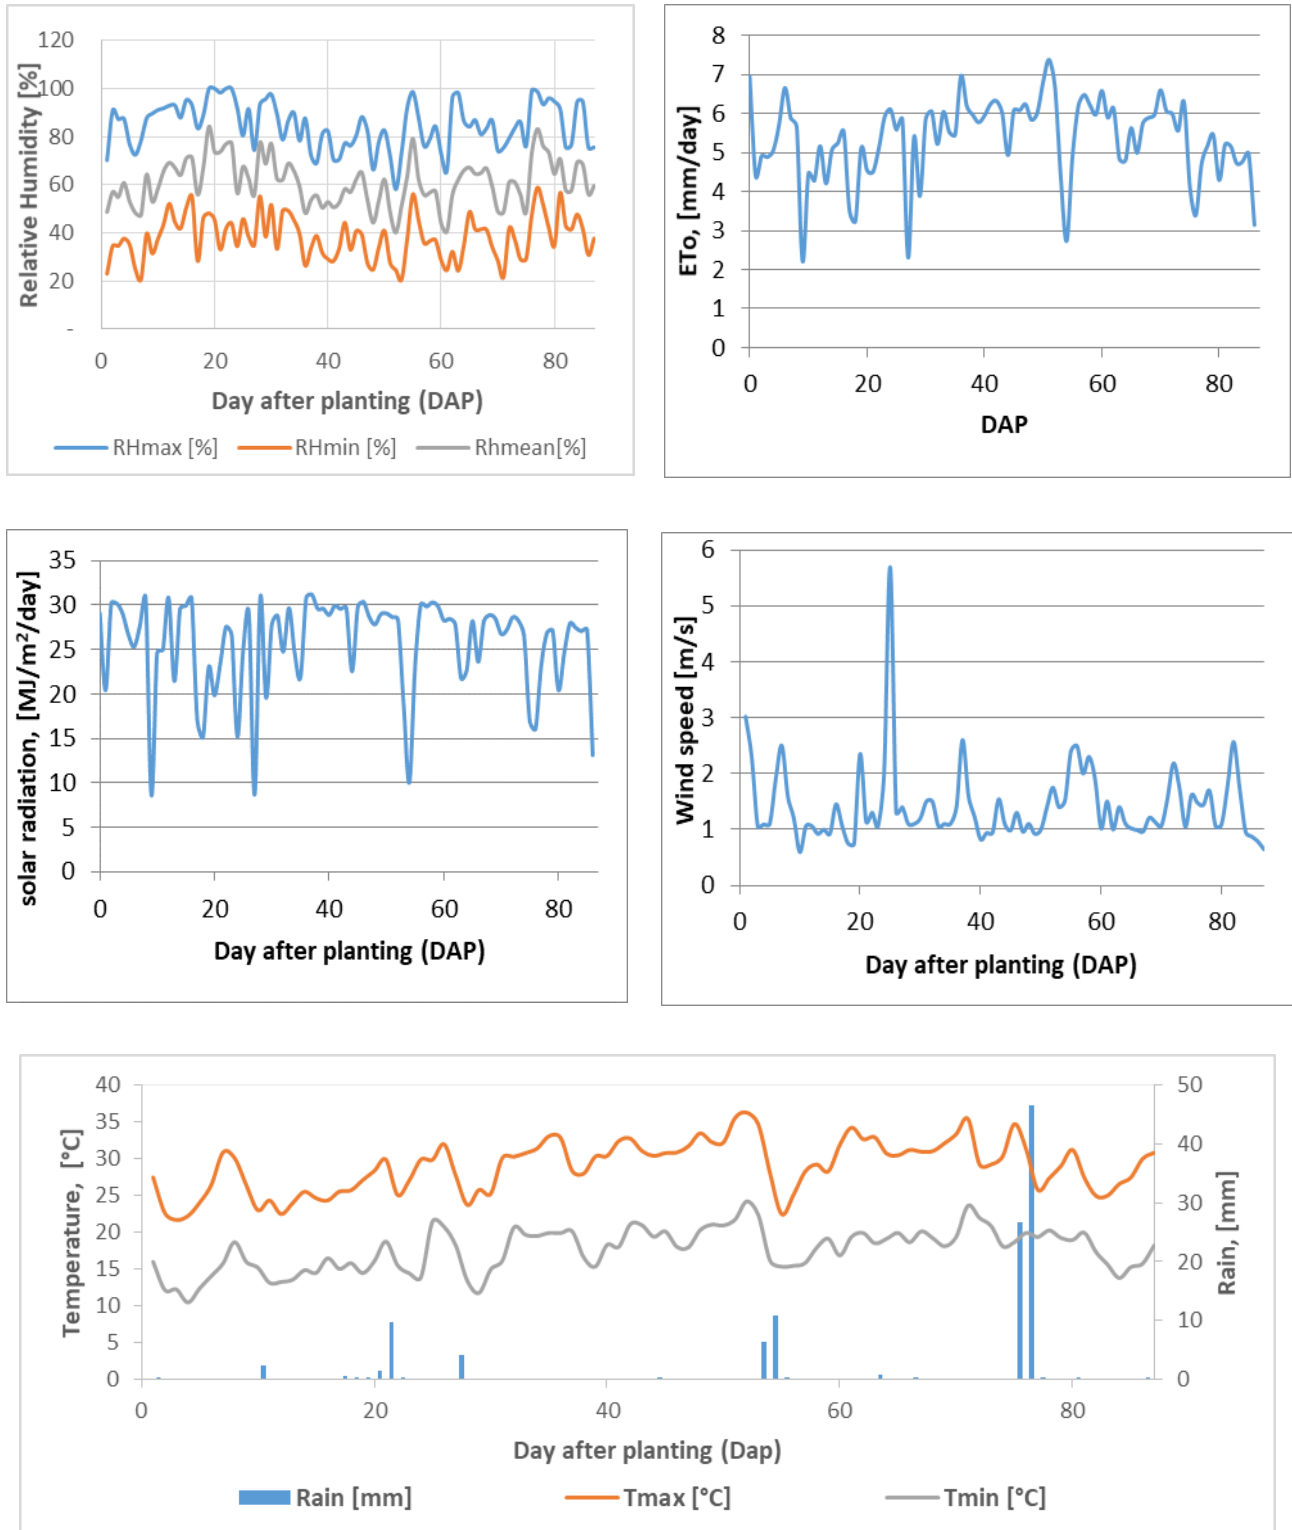 120
100
80
60
40
20
-
Relative Humidity [%]
0 20 40 60 80
Day after planting (DAP)
RHmax [%] RHmin [%] Rhmean[%]
8
7
6
5
4
3
2
1
0
ETo, [mm/day]
0 20 40 60 80
DAP
35
30
25
20
15
10
5
0
solar radiation, [MJ/m²/day]
0 20 40 60 80
Day after planting (DAP)
6
5
4
3
2
1
0
Wind speed [m/s]
0 20 40 60 80
Day after planting (DAP)
40
35
30
25
20
15
10
5
0
Temperature, [°C]
50
40
30
20
10
0
Rain, [mm]
0 20 40 60 80
Day after planting (Dap)
Rain [mm] Tmax [°C] Tmin [°C]